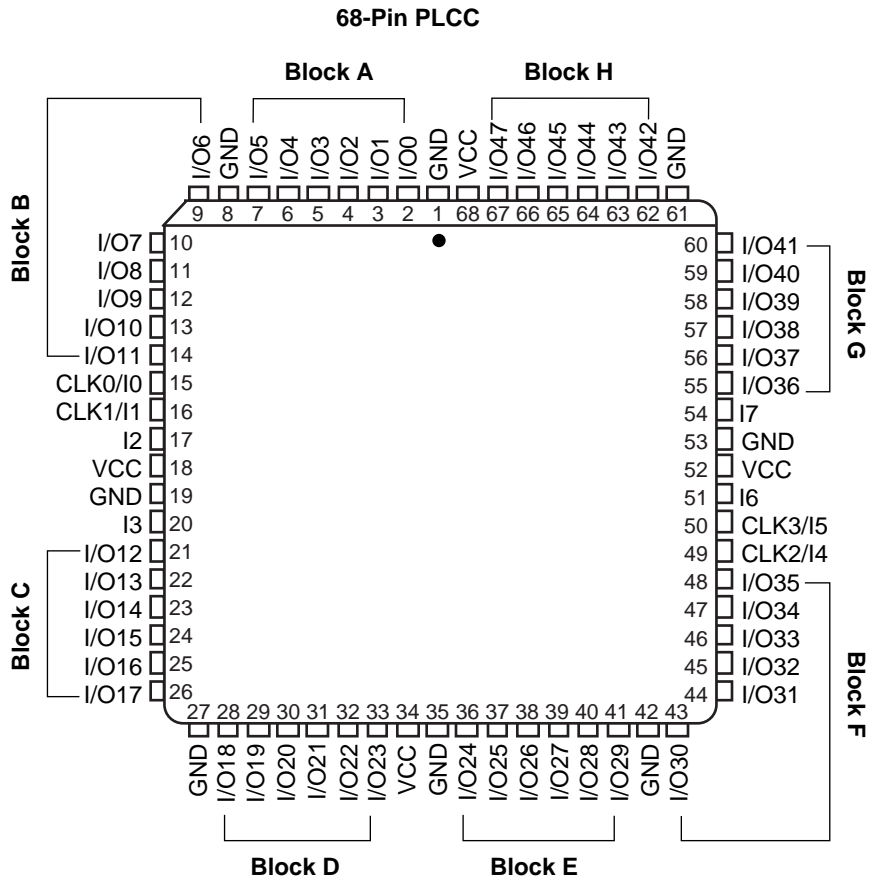 68-Pin PLCC
Block A
Block H
I/O6
GND
I/O5
I/O4
I/O3
I/O2
I/O1
I/O0
GND
VCC
I/O47
I/O46
I/O45
I/O44
I/O43
I/O42
GND
9 8 7 6 5 4 3 2 1 68 67 66 65 64 63 62 61
Block B
I/O7 10
I/O8 11
I/O9 12
I/O10 13
I/O11 14
CLK0/I0 15
CLK1/I1 16
I2 17
VCC 18
GND 19
I3 20
Block C
I/O12 21
I/O13 22
I/O14 23
I/O15 24
I/O16 25
I/O17 26
60 I/O41
59 I/O40
58 I/O39
57 I/O38
56 I/O37
55 I/O36
Block G
54 I7
53 GND
52 VCC
51 I6
50 CLK3/I5
49 CLK2/I4
48 I/O35
47 I/O34
46 I/O33
45 I/O32
44 I/O31
Block F
27 28 29 30 31 32 33 34 35 36 37 38 39 40 41 42 43
GND
I/O18
I/O19
I/O20
I/O21
I/O22
I/O23
VCC
GND
I/O24
I/O25
I/O26
I/O27
I/O28
I/O29
GND
I/O30
Block D
Block E